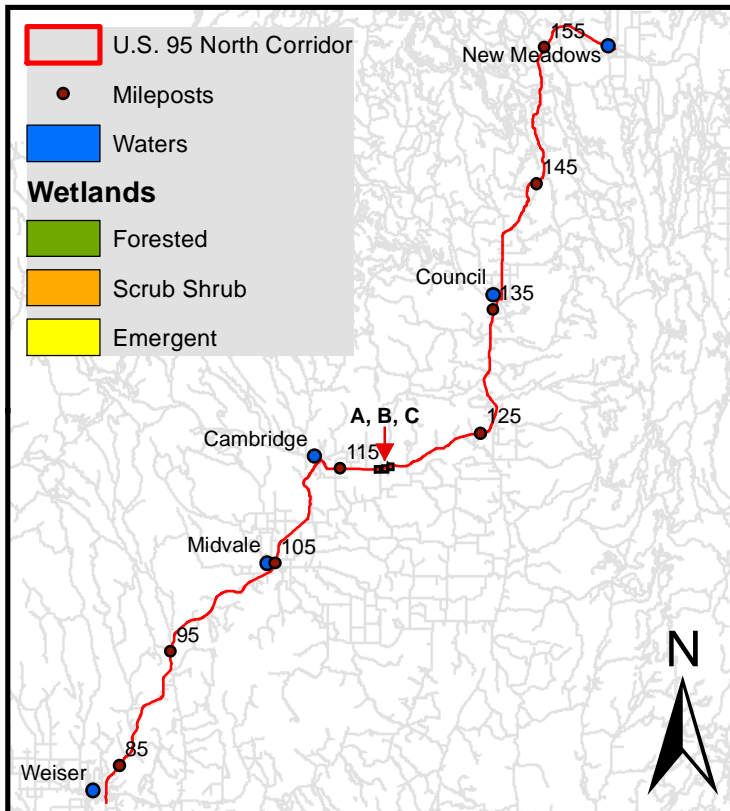 U.S. 95 North Corridor
Mileposts
Waters
Wetlands
Forested
Scrub Shrub
Emergent
155
New Meadows
145
Council
135
A, B, C
125
Cambridge
115
Midvale
105
95
N
85
Weiser